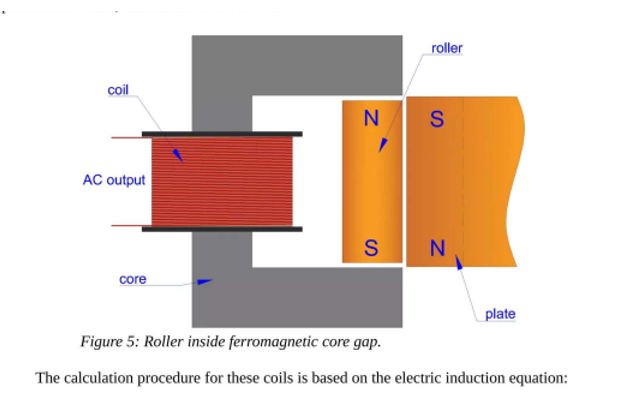 roller
coil
N
S
AC output
S
N
core
plate
Figure 5: Roller inside ferromagnetic core gap.
The calculation procedure for these coils is based on the electric induction equation: